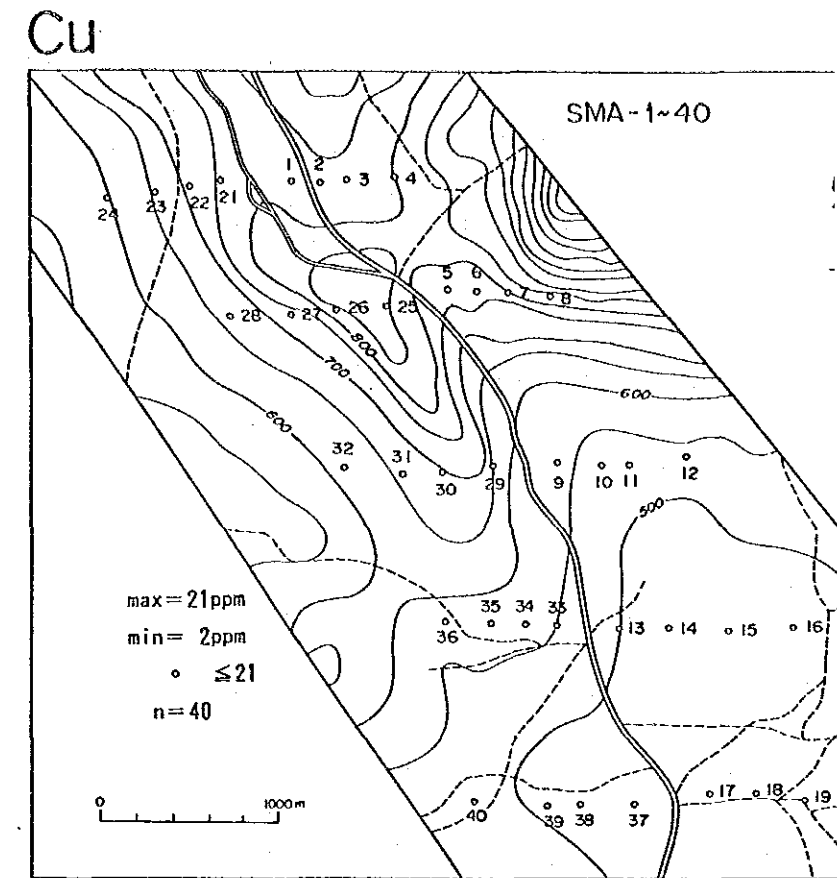 Cu
SMA-1~40
1 2 3 4
24 23 22 21
5 6 7 8
28 27 26 25
800
700
600
600
32 31 30 29 9 10 11 12
500
max=21ppm
min= 2ppm
≦21
n=40
36 35 34 33 13 14 15 16
0 1000m
40 39 38 37 17 18 19